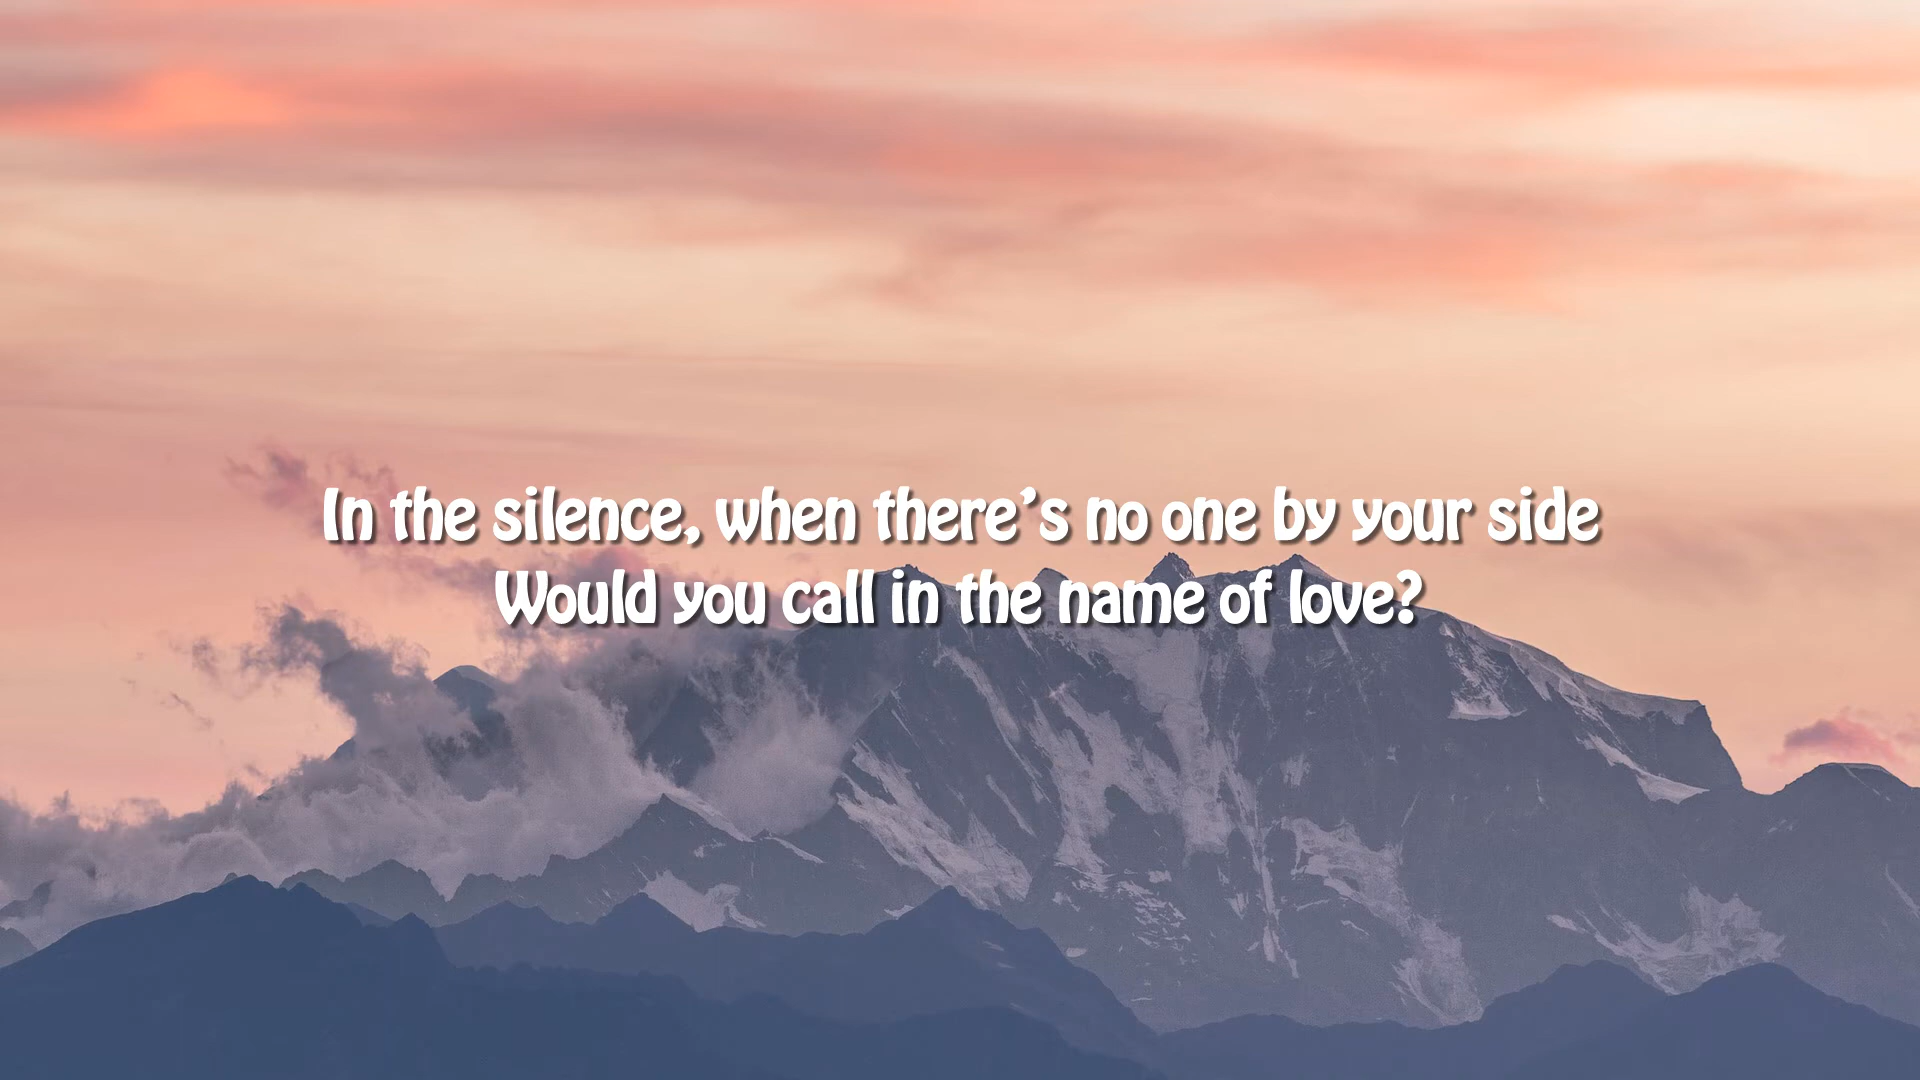 In the silence, when there's no one by your side
Would you call in the name of love?